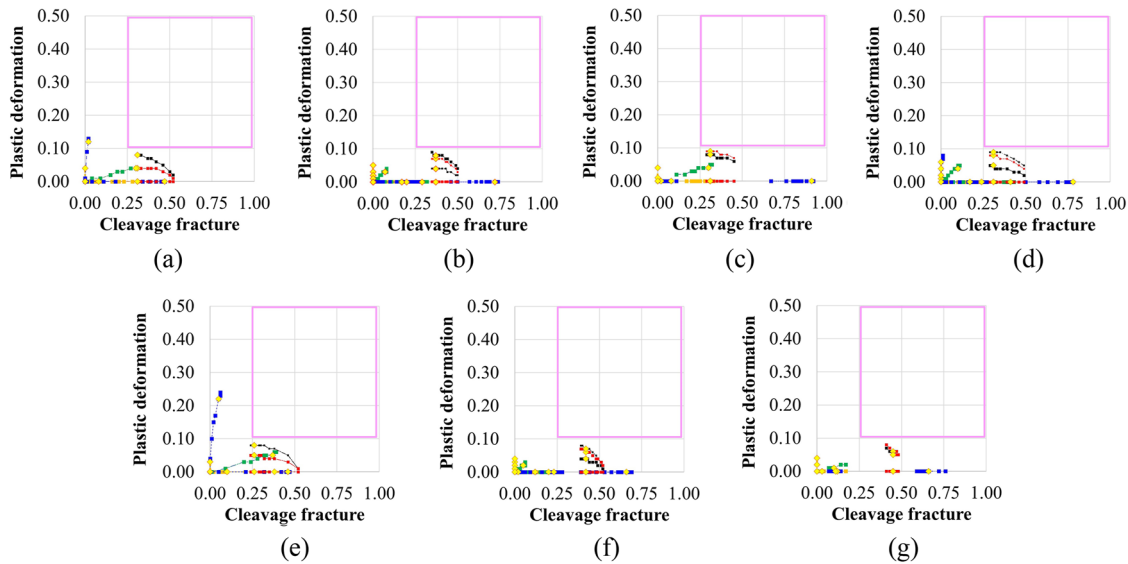 0.50 0.50 0.50 0.50
0.40 0.40 0.40 0.40
0.30 0.30 0.30 0.30
0.20 0.20 0.20 0.20
0.10 0.10 0.10 0.10
0.00 0.00 0.00 0.00
Plastic deformation Plastic deformation Plastic deformation Plastic deformation
0.00 0.25 0.50 0.75 1.00 0.00 0.25 0.50 0.75 1.00 0.00 0.25 0.50 0.75 1.00 0.00 0.25 0.50 0.75 1.00
Cleavage fracture Cleavage fracture Cleavage fracture Cleavage fracture
(a) (b) (c) (d)
0.50 0.50 0.50
0.40 0.40 0.40
0.30 0.30 0.30
0.20 0.20 0.20
0.10 0.10 0.10
0.00 0.00 0.00
Plastic deformation Plastic deformation Plastic deformation
0.00 0.25 0.50 0.75 1.00 0.00 0.25 0.50 0.75 1.00 0.00 0.25 0.50 0.75 1.00
Cleavage fracture Cleavage fracture Cleavage fracture
(e) (f) (g)